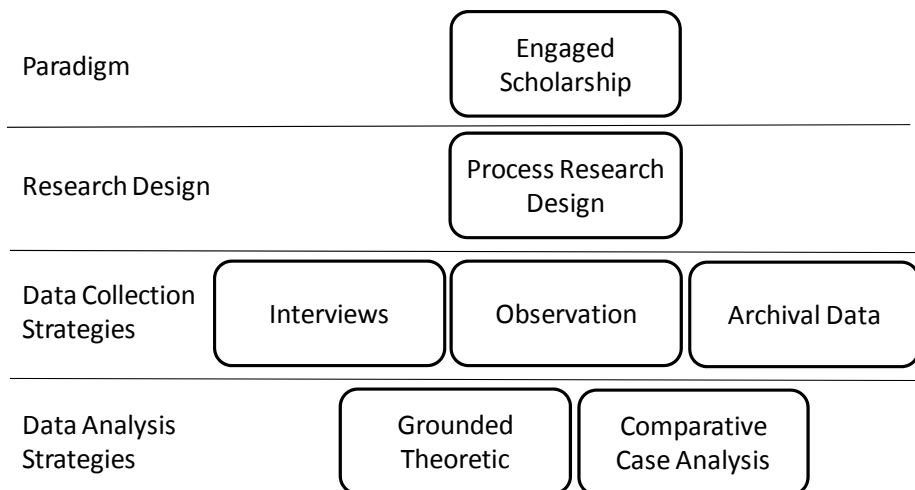 Paradigm
Engaged
Scholarship
Research Design
Process Research
Design
Data Collection
Strategies
Interviews
Observation
Archival Data
Data Analysis
Strategies
Grounded
Theoretic
Comparative
Case Analysis